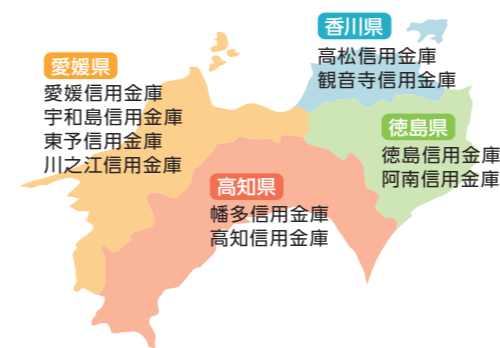 香川県
高松信用金庫
観音寺信用金庫
愛媛県
愛媛信用金庫
宇和島信用金庫
東予信用金庫
川之江信用金庫
徳島県
徳島信用金庫
阿南信用金庫
高知県
幡多信用金庫
高知信用金庫